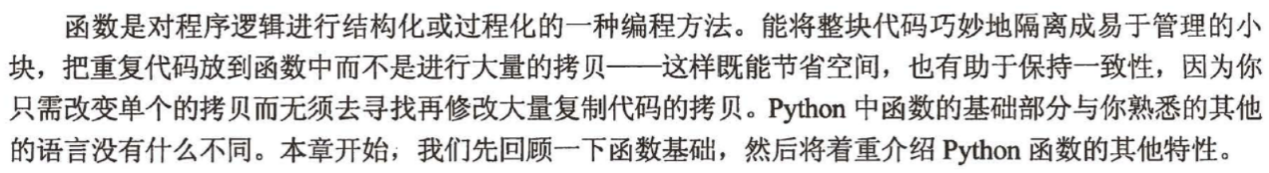 函数是对程序逻辑进行结构化或过程化的一种编程方法。能将整块代码巧妙地隔离成易于管理的小
块，把重复代码放到函数中而不是进行大量的拷贝——这样既能节省空间，也有助于保持一致性，因为你
只需改变单个的拷贝而无须去寻找再修改大量复制代码的拷贝。Python 中函数的基础部分与你熟悉的其他
的语言没有什么不同。本章开始，我们先回顾一下函数基础，然后将着重介绍 Python 函数的其他特性。